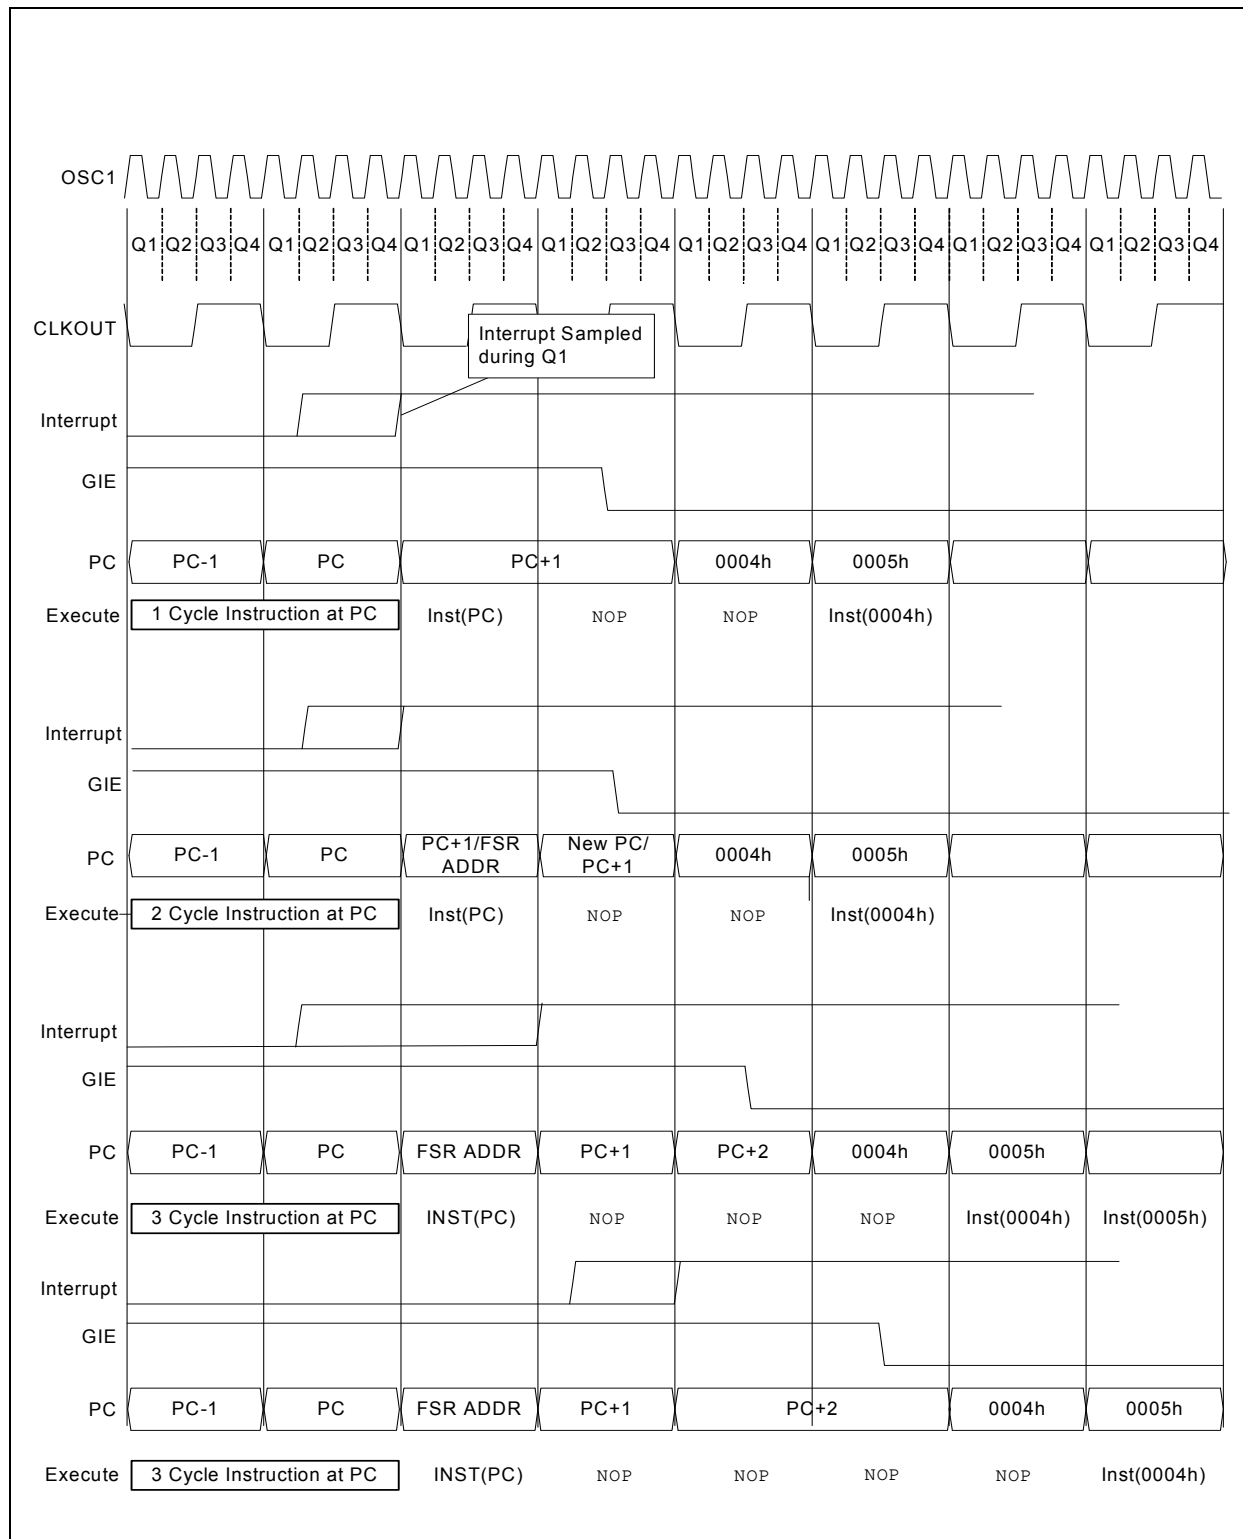 OSC1
Q1 Q2 Q3 Q4 Q1 Q2 Q3 Q4 Q1 Q2 Q3 Q4 Q1 Q2 Q3 Q4 Q1 Q2 Q3 Q4 Q1 Q2 Q3 Q4 Q1 Q2 Q3 Q4 Q1 Q2 Q3 Q4
CLKOUT
Interrupt Sampled
during Q1
Interrupt
GIE
PC PC-1 PC PC+1 0004h 0005h
Execute 1 Cycle Instruction at PC Inst(PC) NOP NOP Inst(0004h)
Interrupt
GIE
PC PC-1 PC PC+1/FSR ADDR New PC/ PC+1 0004h 0005h
Execute 2 Cycle Instruction at PC Inst(PC) NOP NOP Inst(0004h)
Interrupt
GIE
PC PC-1 PC FSR ADDR PC+1 PC+2 0004h 0005h
Execute 3 Cycle Instruction at PC INST(PC) NOP NOP NOP Inst(0004h) Inst(0005h)
Interrupt
GIE
PC PC-1 PC FSR ADDR PC+1 PC+2 0004h 0005h
Execute 3 Cycle Instruction at PC INST(PC) NOP NOP NOP NOP Inst(0004h)